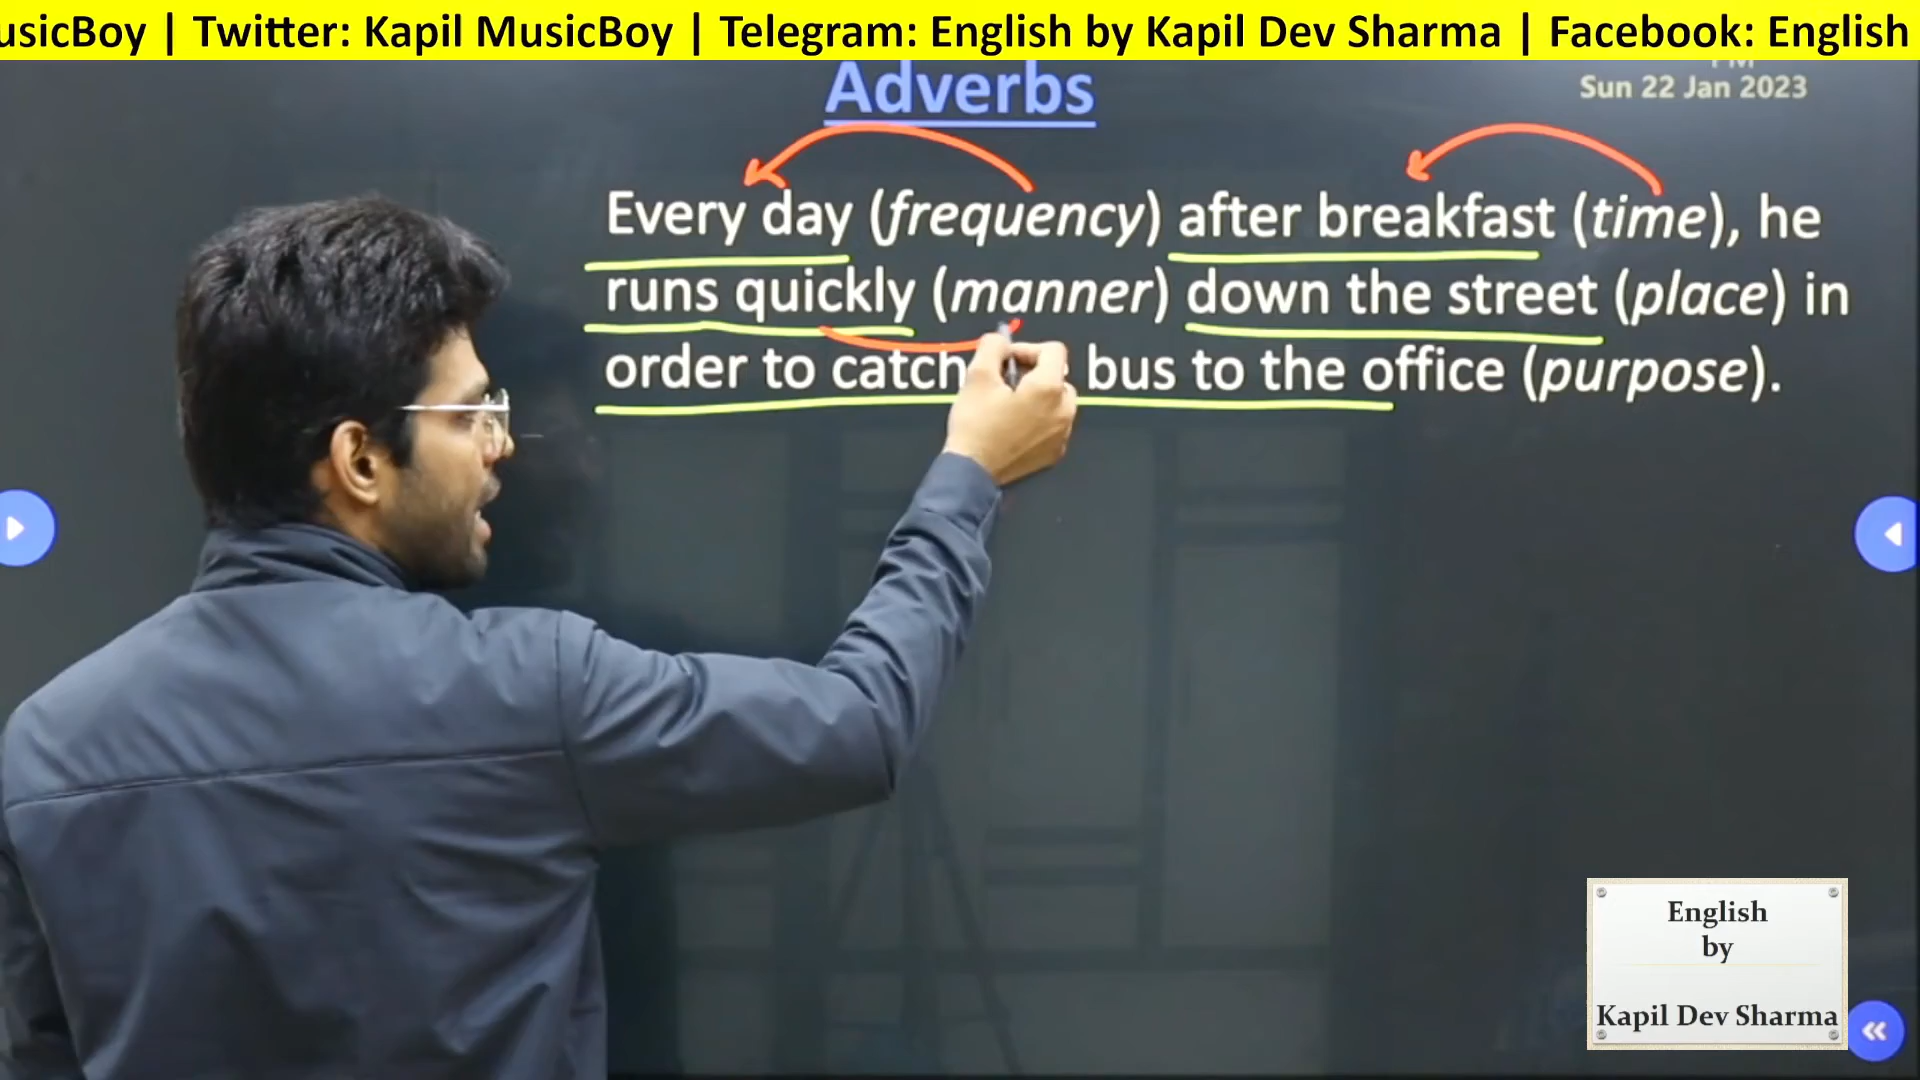 usicBoy | Twitter: Kapil MusicBoy | Telegram: English by Kapil Dev Sharma | Facebook: English
Adverbs
PM
Sun 22 Jan 2023
Every day (frequency) after breakfast (time), he
runs quickly (manner) down the street (place) in
order to catch bus to the office (purpose).
English
by
Kapil Dev Sharma